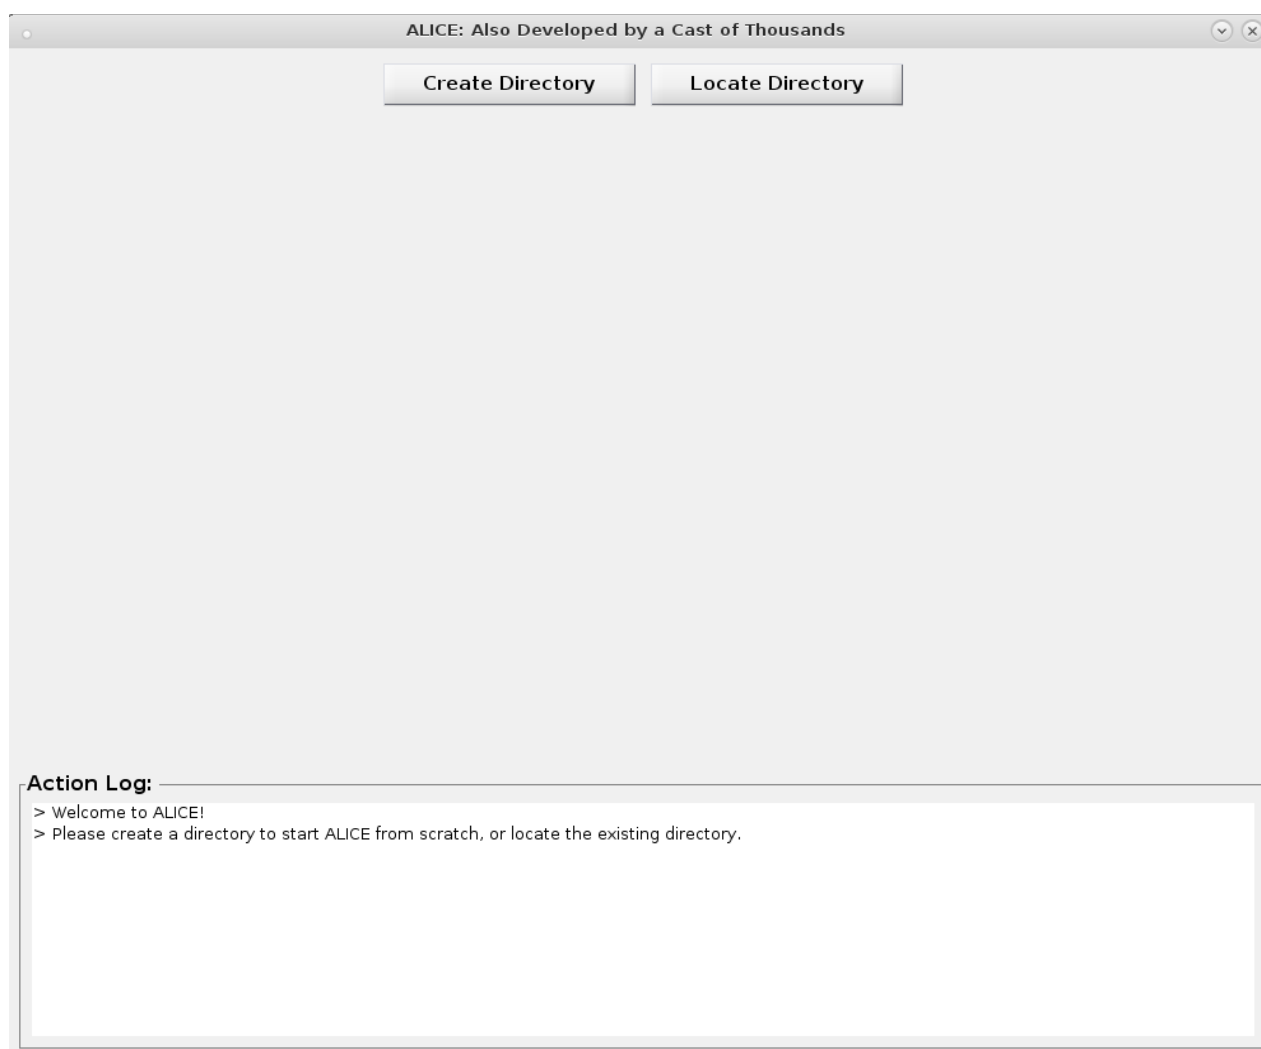 ALICE: Also Developed by a Cast of Thousands
Create Directory
Locate Directory
Action Log:
> Welcome to ALICE!
> Please create a directory to start ALICE from scratch, or locate the existing directory.